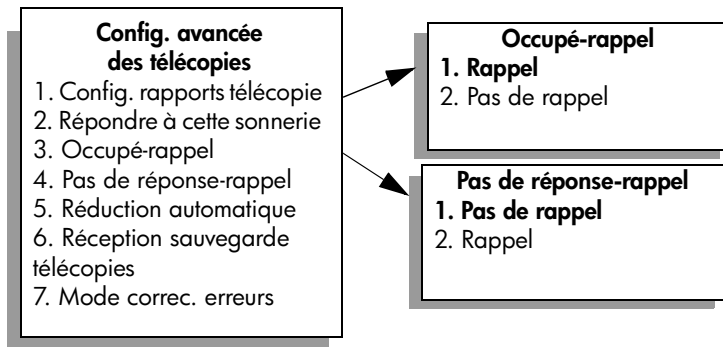 Config. avancée
des télécopies
1. Config. rapports télécopie
2. Répondre à cette sonnerie
3. Occupé-rappel
4. Pas de réponse-rappel
5. Réduction automatique
6. Réception sauvegarde
télécopies
7. Mode correc. erreurs
Occupé-rappel
1. Rappel
2. Pas de rappel
Pas de réponse-rappel
1. Pas de rappel
2. Rappel